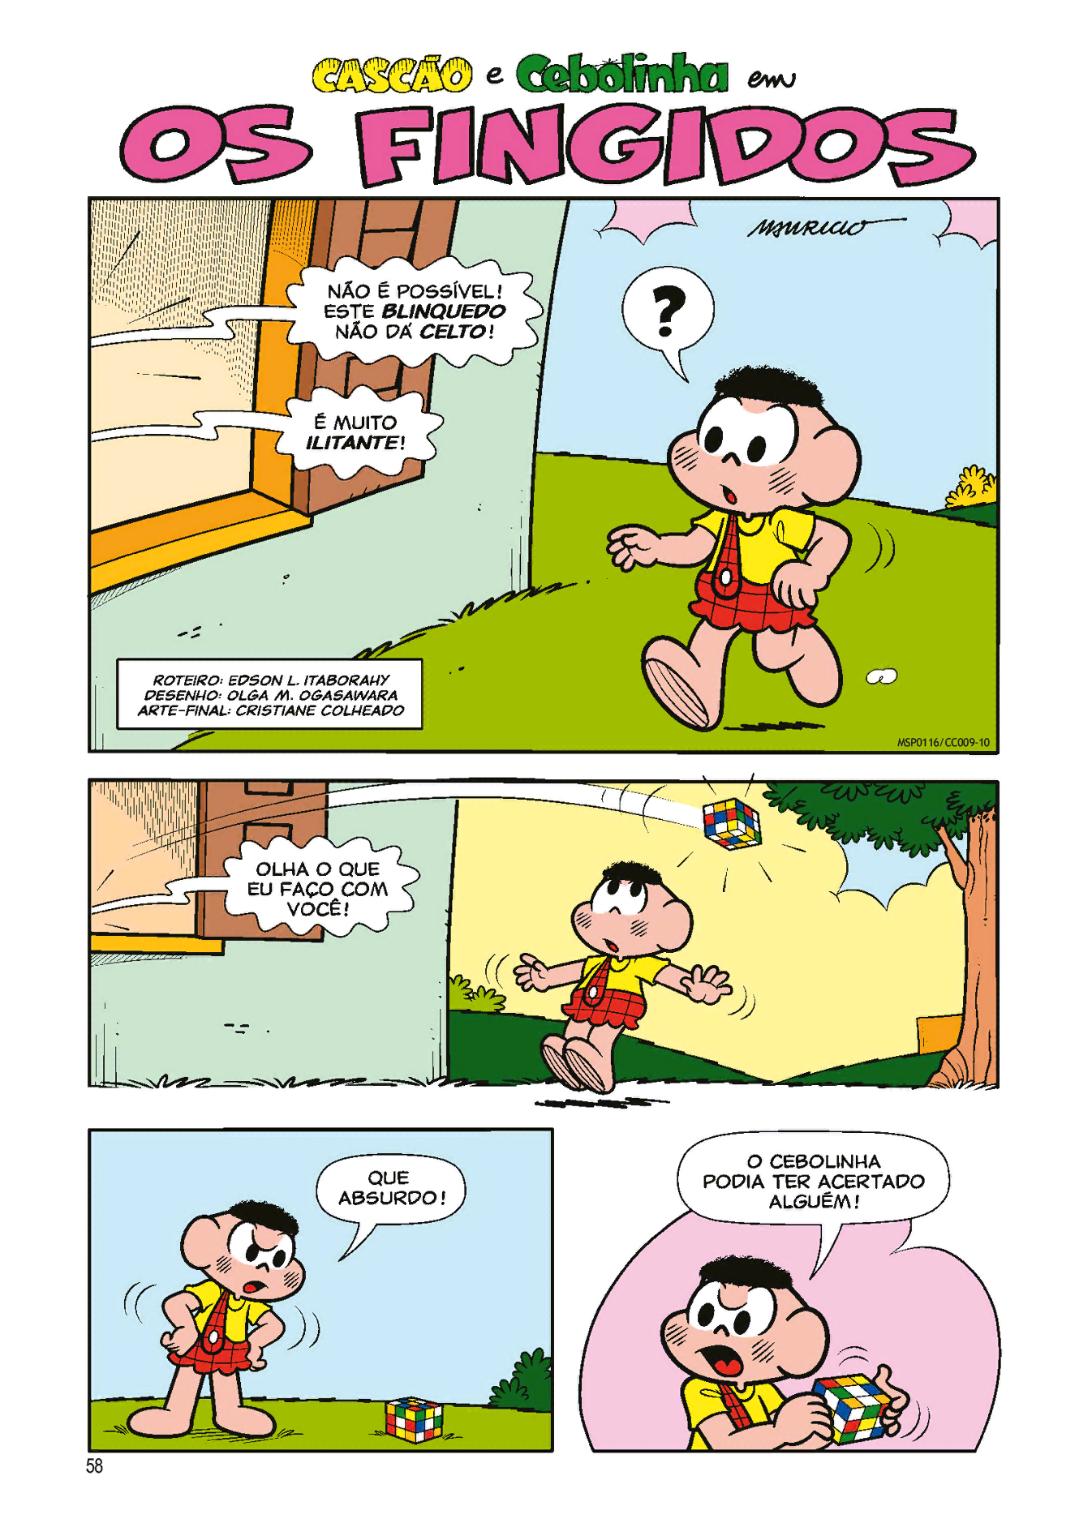 CASCÃO e Cebolinha em
OS FINGIDOS
MAURICIO
NÃO É POSSÍVEL!
ESTE BLINQUEDO
NÃO DÁ CELTO!
?
É MUITO
ILITANTE!
ROTEIRO: EDSON L. ITABORAHY
DESENHO: OLGA M. OGASAWARA
ARTE-FINAL: CRISTIANE COLHEADO
MSP0116/CC009-10
OLHA O QUE
EU FAÇO COM
VOCÊ!
QUE
ABSURDO!
O CEBOLINHA
PODIA TER ACERTADO
ALGUÉM!
58